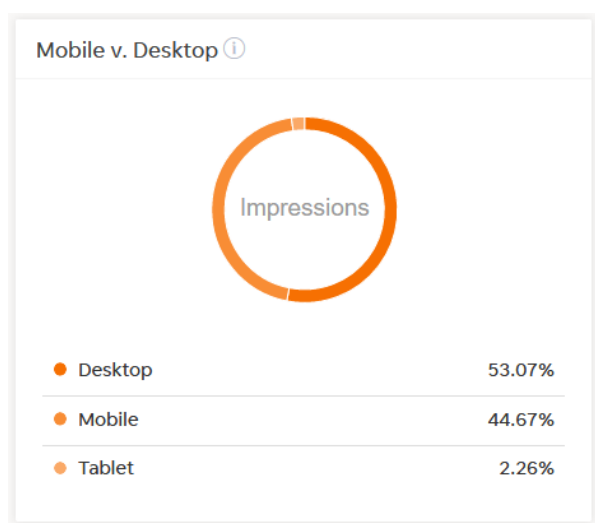 Mobile v. Desktop i
Impressions
Desktop 53.07%
Mobile 44.67%
Tablet 2.26%